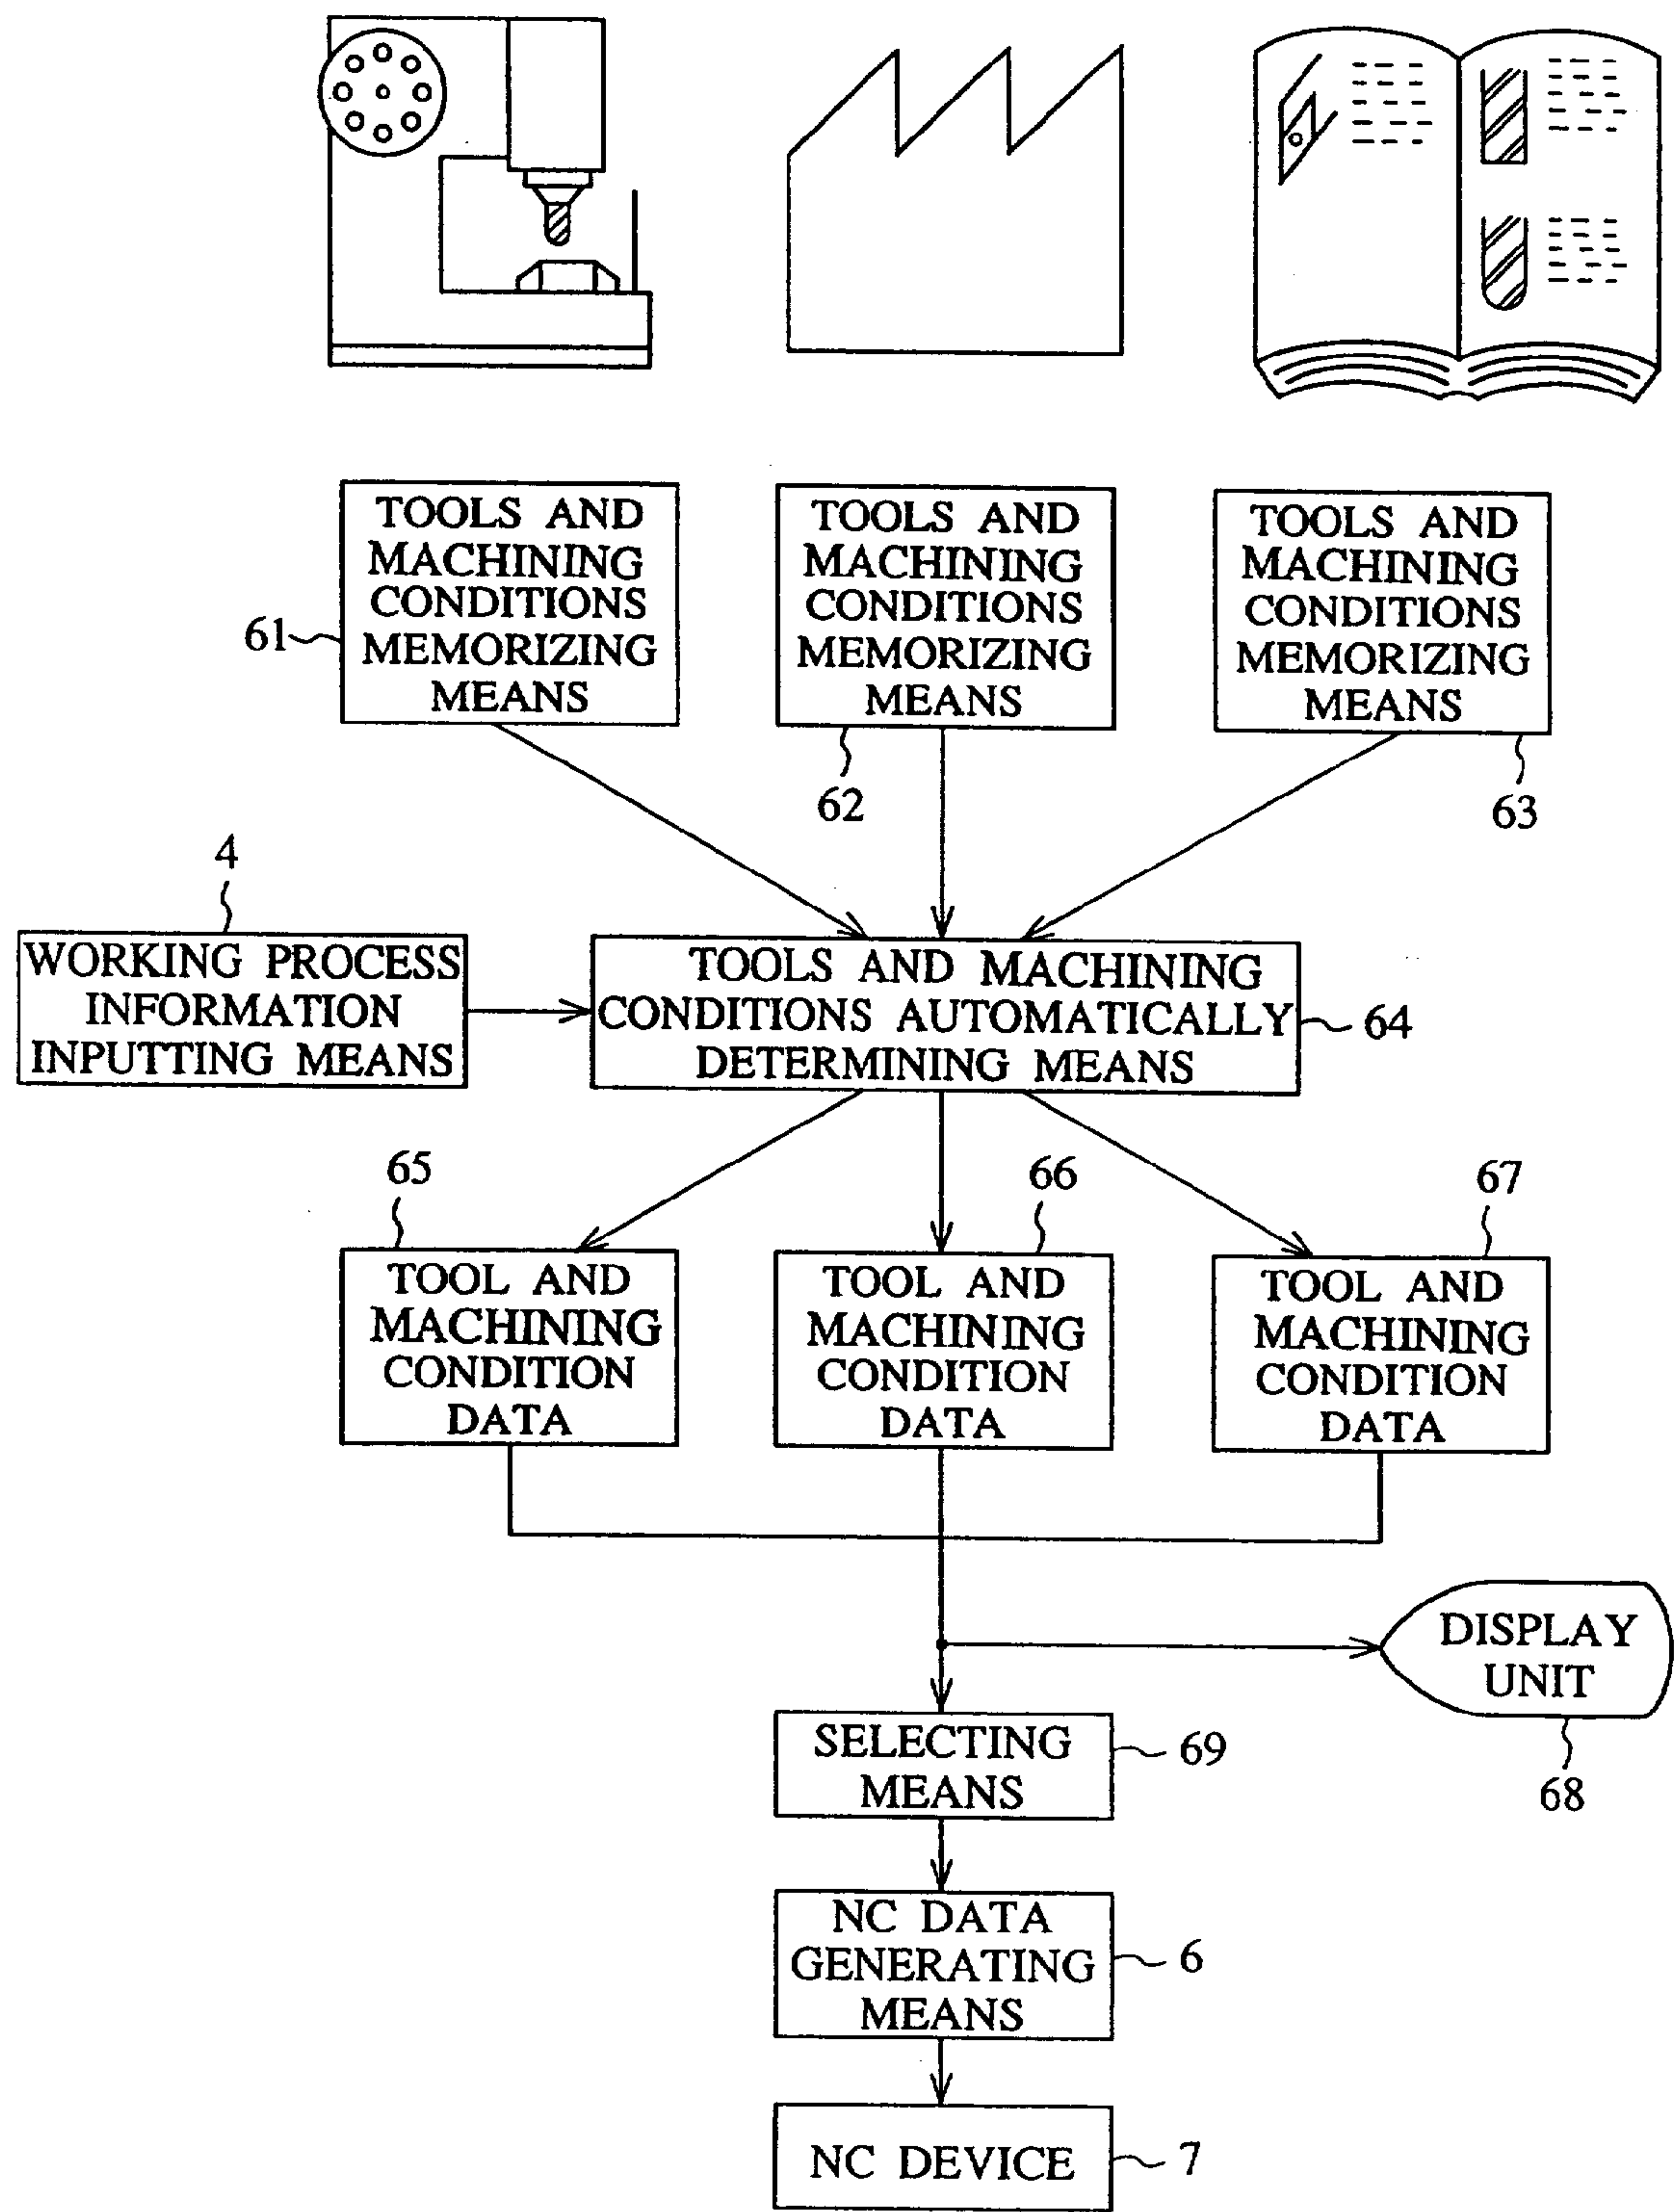 TOOLS AND
MACHINING
CONDITIONS
MEMORIZING
MEANS
61
TOOLS AND
MACHINING
CONDITIONS
MEMORIZING
MEANS
62
TOOLS AND
MACHINING
CONDITIONS
MEMORIZING
MEANS
63
4
WORKING PROCESS
INFORMATION
INPUTTING MEANS
TOOLS AND MACHINING
CONDITIONS AUTOMATICALLY
DETERMINING MEANS
64
65
TOOL AND
MACHINING
CONDITION
DATA
66
TOOL AND
MACHINING
CONDITION
DATA
67
TOOL AND
MACHINING
CONDITION
DATA
DISPLAY
UNIT
68
SELECTING
MEANS
69
NC DATA
GENERATING
MEANS
6
NC DEVICE
7